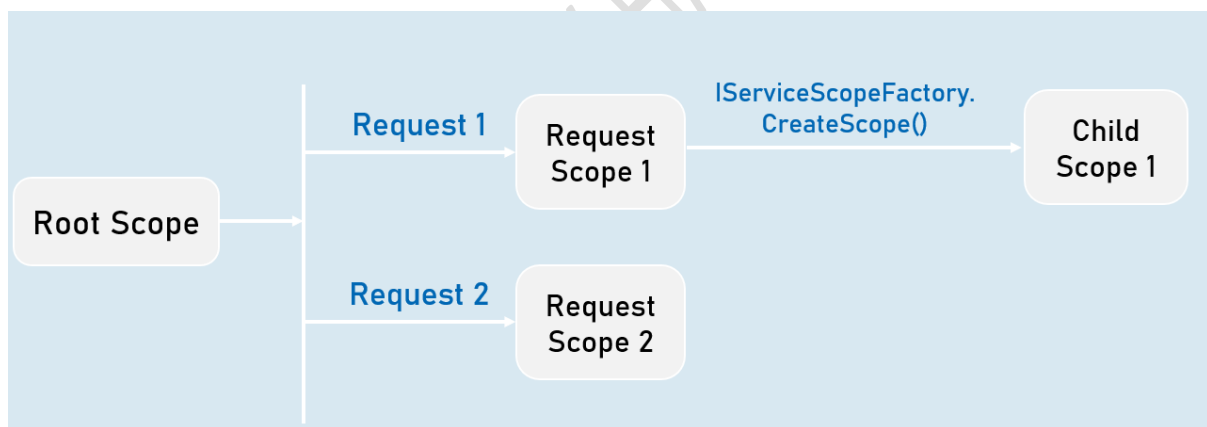 Root Scope
Request 1
Request
Scope 1
IServiceScopeFactory.
CreateScope()
Child
Scope 1
Request 2
Request
Scope 2